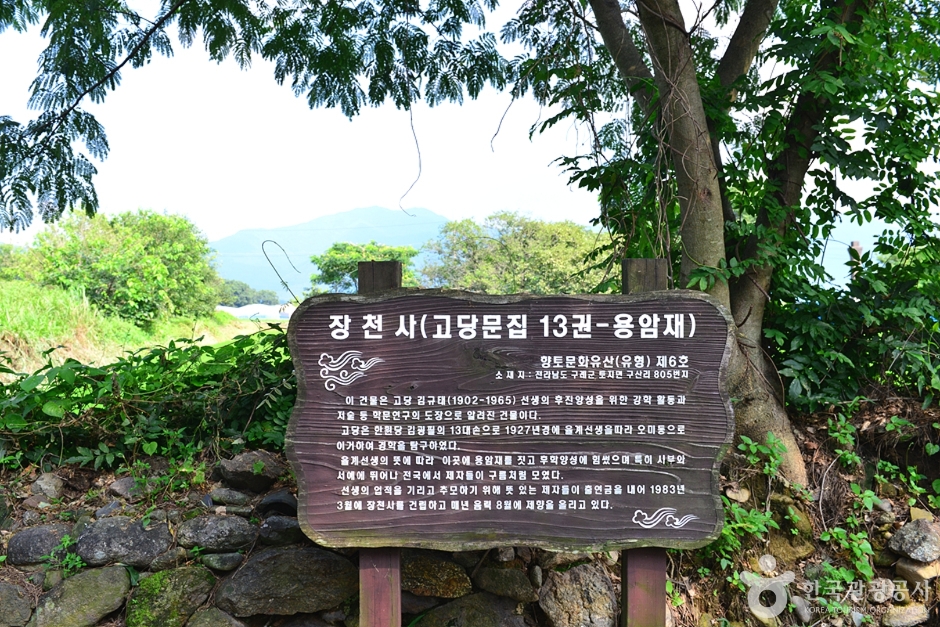 장천사(고당문집 13권-용암재)
향토문화유산(유형) 제6호
소재지:전라남도 구례군 토지면 구산리 805번지
이 건물은 고당 김규태(1902-1965) 선생의 후진양성을 위한 강학 활동과
저술 등 학문연구의 도장으로 알려진 건물이다.
고당은 한훤당 김굉필의 13대손으로 1927년경에 율계선생을따라 오미동으로
이거하여 경학을 탐구하였다.
율계선생의 뜻에 따라 이곳에 용암재를 짓고 후학양성에 힘썼으며 특히 사부와
서예에 뛰어나 전국에서 제자들이 구름처럼 모였다.
선생의 업적을 기리고 추모하기 위해 뜻 있는 제자들이 출연금을 내어 1983년
3월에 장천사를 건립하고 매년 음력 8월에 제향을 올리고 있다.
한국관광공사
KOREA TOURISM ORGANIZATION